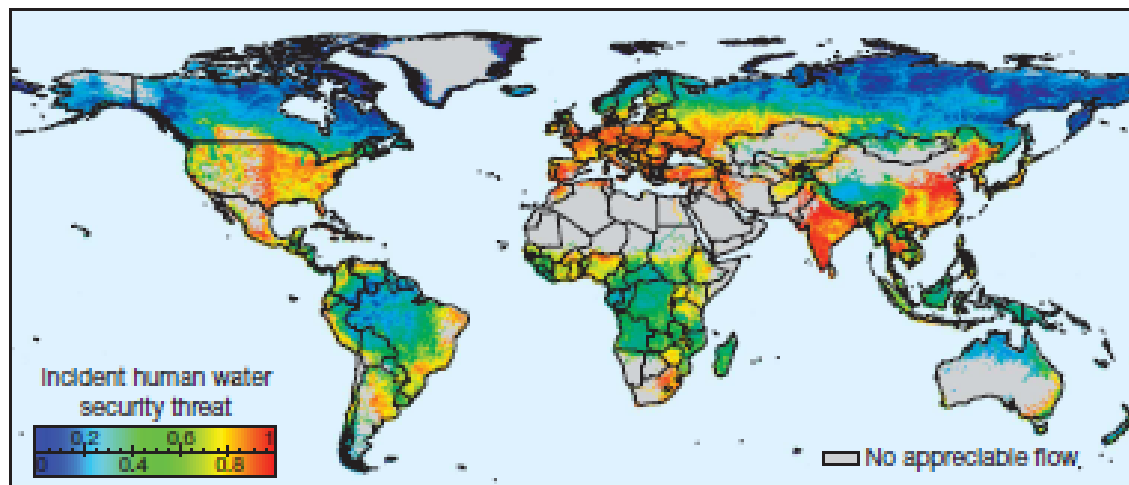 Incident human water
security threat
0.2 0.6 1
0 0.4 0.8
No appreciable flow